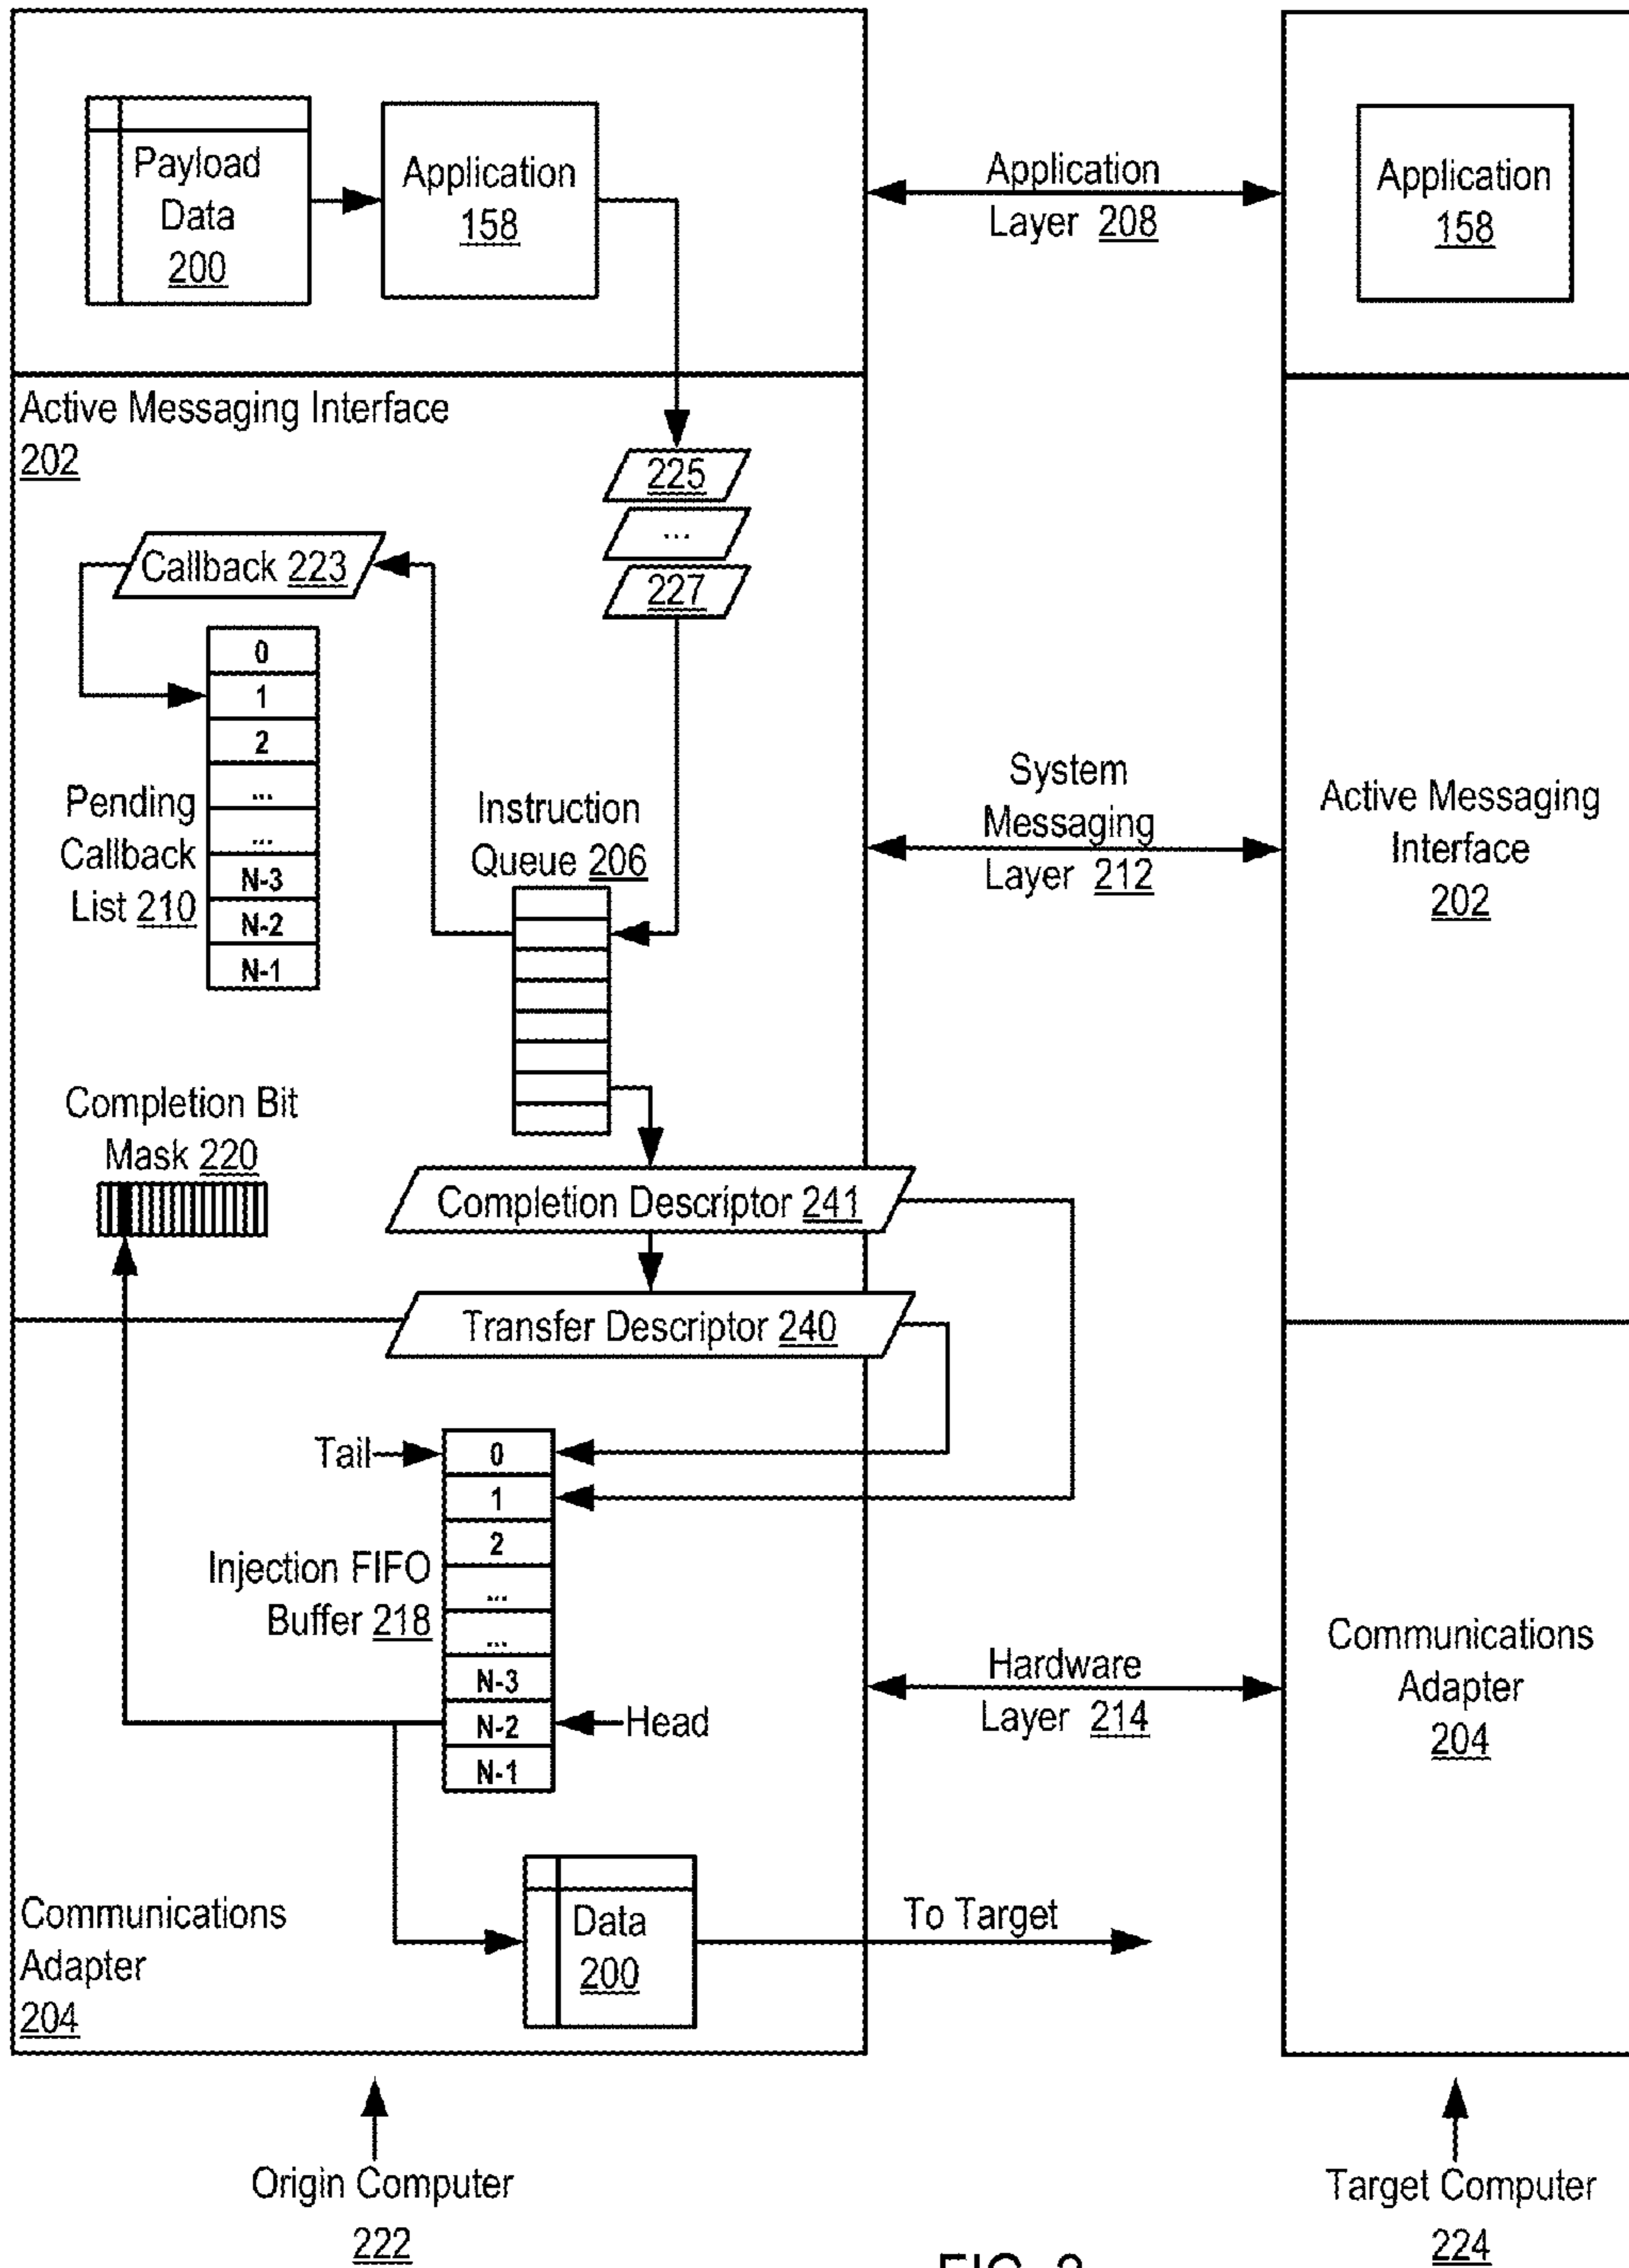 Payload
Data
200
Application
158
Application
Layer 208
Application
158
Active Messaging Interface
202
225
...
227
Callback 223
0
1
2
...
...
N-3
N-2
N-1
Pending
Callback
List 210
Instruction
Queue 206
System
Messaging
Layer 212
Active Messaging
Interface
202
Completion Bit
Mask 220
Completion Descriptor 241
Transfer Descriptor 240
Tail
0
1
2
...
...
N-3
N-2
N-1
Injection FIFO
Buffer 218
Head
Hardware
Layer 214
Communications
Adapter
204
Communications
Adapter
204
Data
200
To Target
Origin Computer
222
Target Computer
224